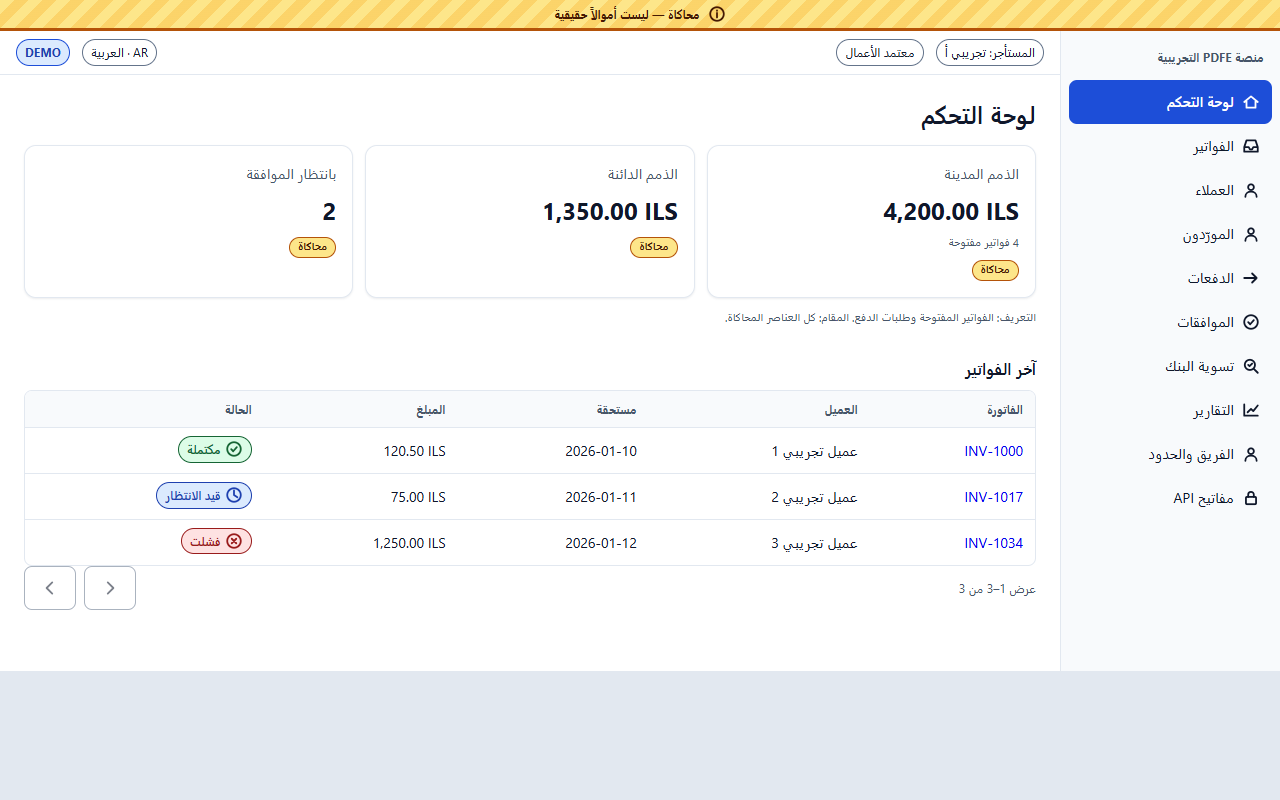 محاكاة — ليست أموالاً حقيقية
منصة PDFE التجريبية
لوحة التحكم
الفواتير
العملاء
المورّدون
الدفعات
الموافقات
تسوية البنك
التقارير
الفريق والحدود
مفاتيح API
المستأجر: تجريبي أ
معتمد الأعمال
AR · العربية
DEMO
لوحة التحكم
الذمم المدينة
4,200.00 ILS
4 فواتير مفتوحة
محاكاة
الذمم الدائنة
1,350.00 ILS
محاكاة
بانتظار الموافقة
2
محاكاة
التعريف: الفواتير المفتوحة وطلبات الدفع. المقام: كل العناصر المحاكاة.
آخر الفواتير
الفاتورة العميل مستحقة المبلغ الحالة
INV-1000 عميل تجريبي 1 2026-01-10 120.50 ILS مكتملة
INV-1017 عميل تجريبي 2 2026-01-11 75.00 ILS قيد الانتظار
INV-1034 عميل تجريبي 3 2026-01-12 1,250.00 ILS فشلت
عرض 1–3 من 3